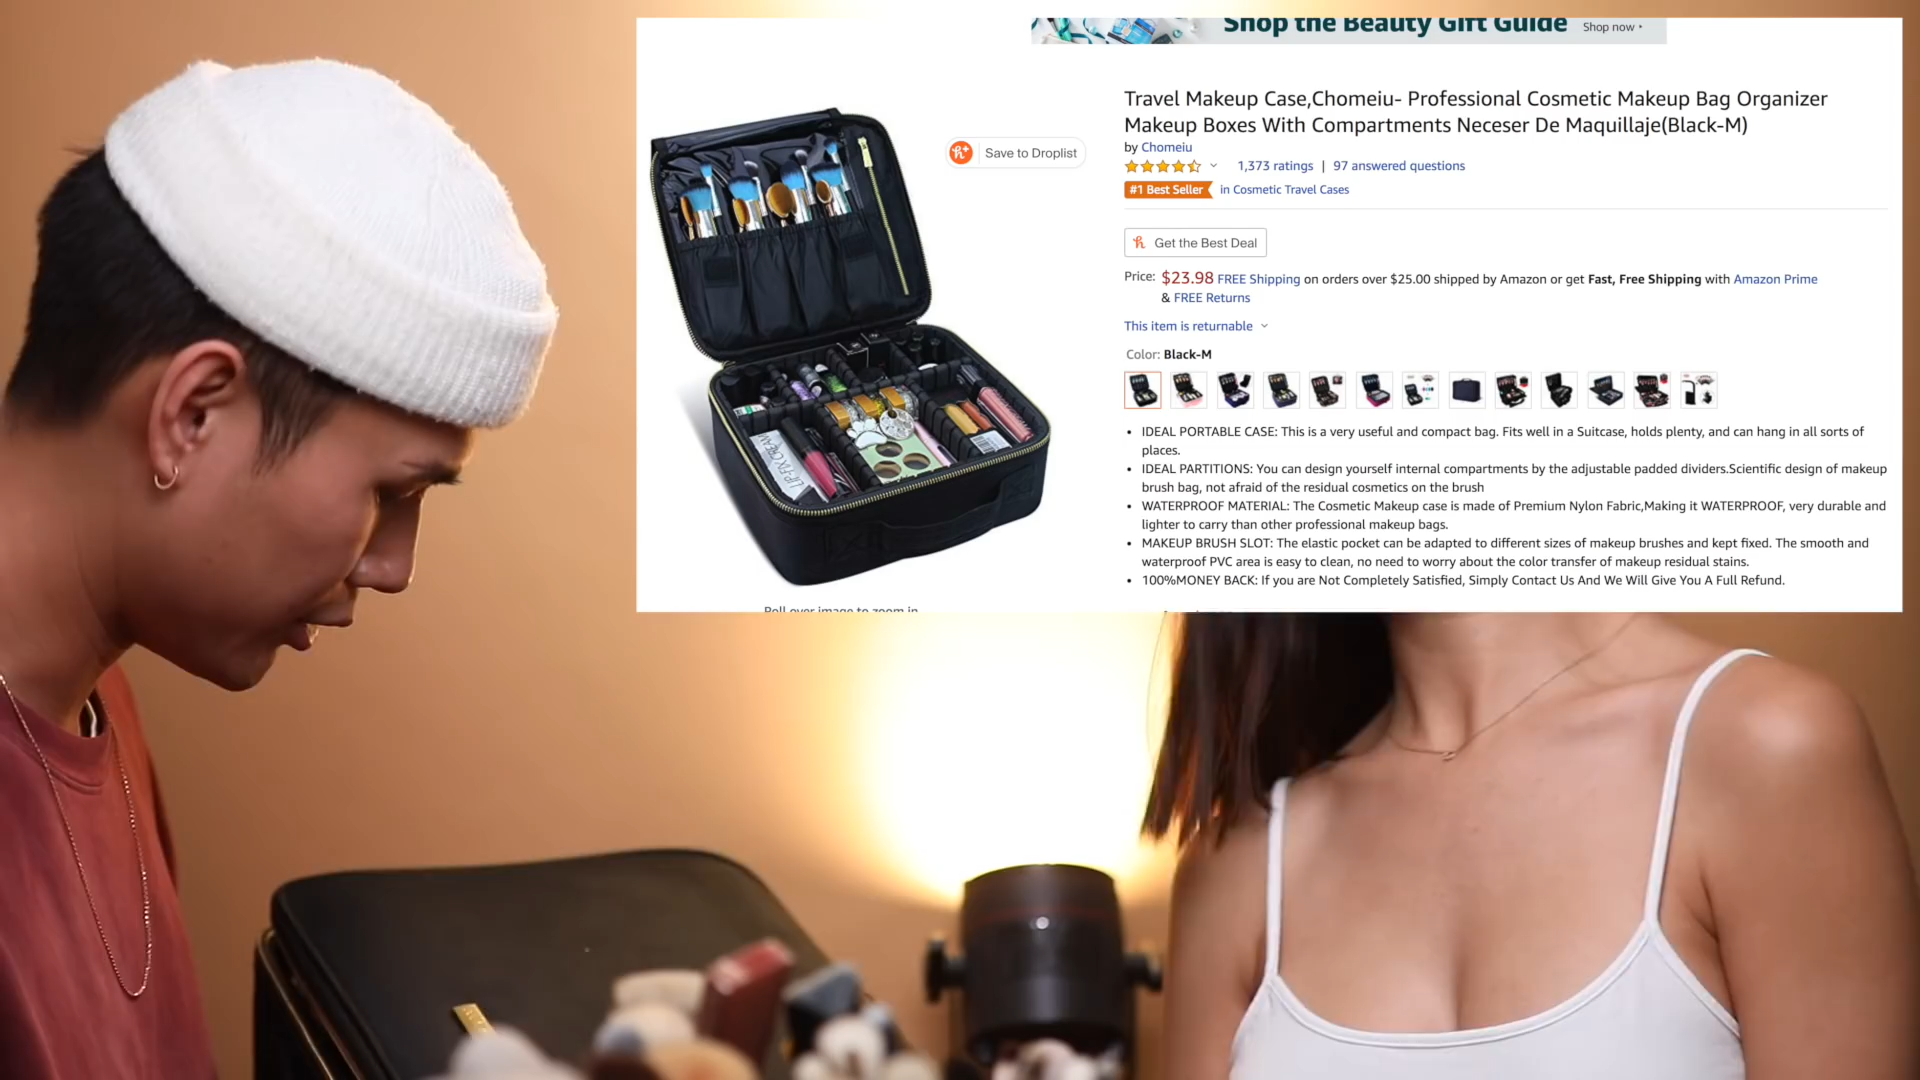 Shop the Beauty Gift Guide Shop now
Save to Droplist
Travel Makeup Case,Chomeiu- Professional Cosmetic Makeup Bag Organizer
Makeup Boxes With Compartments Neceser De Maquillaje(Black-M)
by Chomeiu
1,373 ratings | 97 answered questions
#1 Best Seller in Cosmetic Travel Cases
Get the Best Deal
Price: $23.98 FREE Shipping on orders over $25.00 shipped by Amazon or get Fast, Free Shipping with Amazon Prime
& FREE Returns
This item is returnable
Color: Black-M
• IDEAL PORTABLE CASE: This is a very useful and compact bag. Fits well in a Suitcase, holds plenty, and can hang in all sorts of
places.
• IDEAL PARTITIONS: You can design yourself internal compartments by the adjustable padded dividers.Scientific design of makeup
brush bag, not afraid of the residual cosmetics on the brush
• WATERPROOF MATERIAL: The Cosmetic Makeup case is made of Premium Nylon Fabric,Making it WATERPROOF, very durable and
lighter to carry than other professional makeup bags.
• MAKEUP BRUSH SLOT: The elastic pocket can be adapted to different sizes of makeup brushes and kept fixed. The smooth and
waterproof PVC area is easy to clean, no need to worry about the color transfer of makeup residual stains.
• 100%MONEY BACK: If you are Not Completely Satisfied, Simply Contact Us And We Will Give You A Full Refund.
LIP-FIX CREAM
Roll over image to zoom in